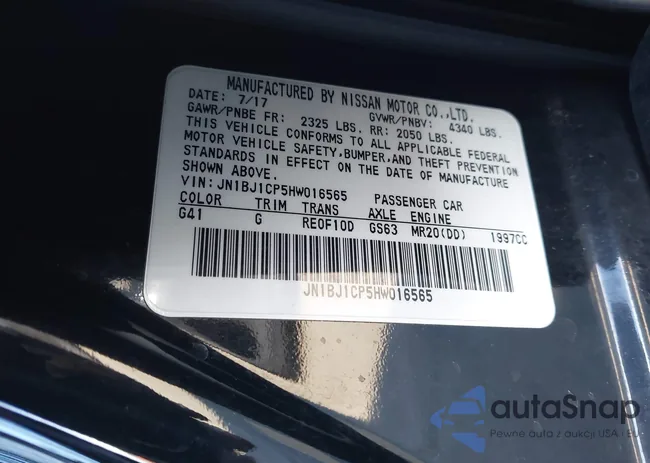 MANUFACTURED BY NISSAN MOTOR CO.,LTD.
DATE: 7/17 GVWR/PNBV: 4340 LBS.
GAWR/PNBE FR: 2325 LBS. RR: 2050 LBS.
THIS VEHICLE CONFORMS TO ALL APPLICABLE FEDERAL
MOTOR VEHICLE SAFETY, BUMPER,AND THEFT PREVENTION
STANDARDS IN EFFECT ON THE DATE OF MANUFACTURE
SHOWN ABOVE.
VIN: JN1BJ1CP5HW016565 PASSENGER CAR
COLOR TRIM TRANS AXLE ENGINE
G41 G RE0F10D GS63 MR20(DD) 1997CC
JN1BJ1CP5HW016565
autaSnap
Pewne auta z aukcji USA i EU